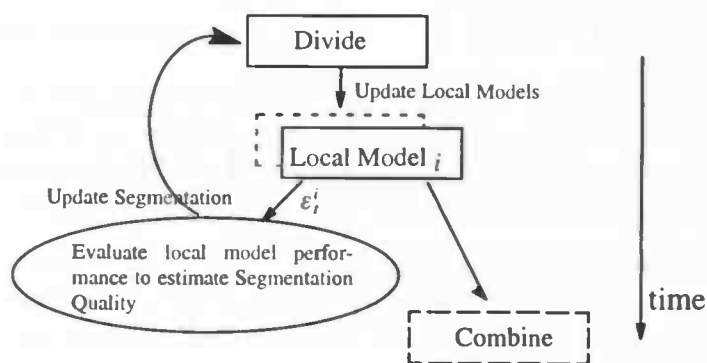 Divide
Update Local Models
Local Model i
Update Segmentation
ε_t^i
Evaluate local model perfor-
mance to estimate Segmentation
Quality
time
Combine